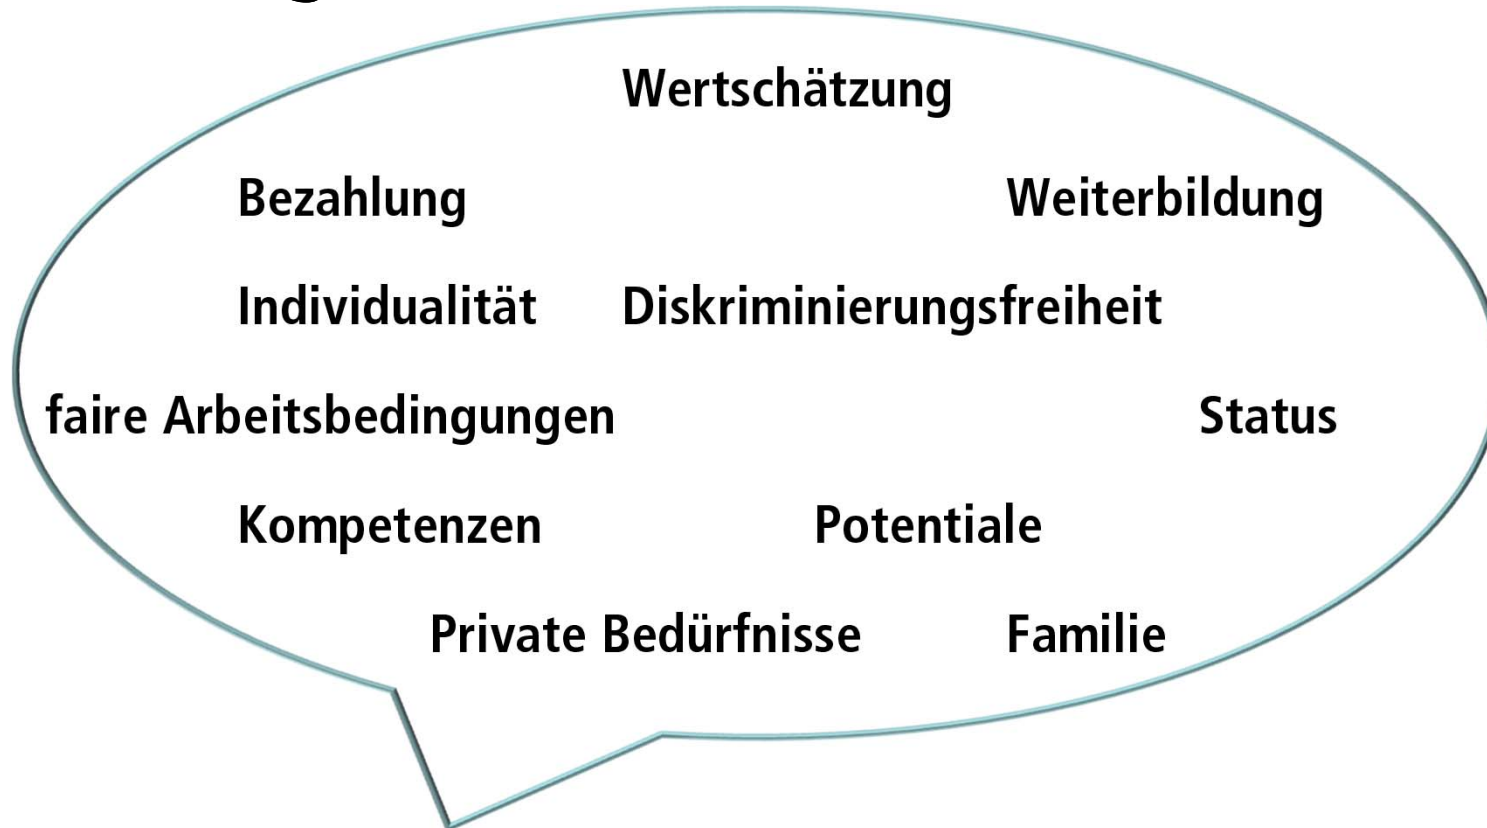 Wertschätzung
Bezahlung Weiterbildung
Individualität Diskriminierungsfreiheit
faire Arbeitsbedingungen Status
Kompetenzen Potentiale
Private Bedürfnisse Familie